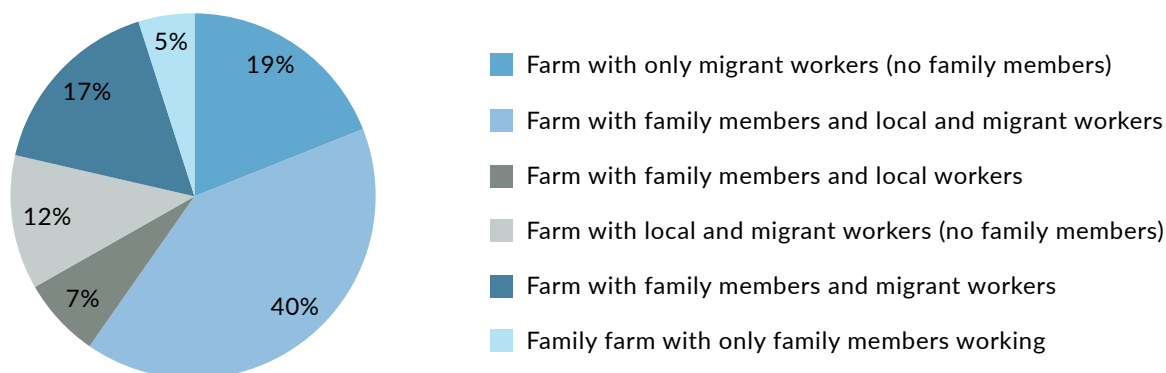 5%
19%
17%
12%
7%
40%
Farm with only migrant workers (no family members)
Farm with family members and local and migrant workers
Farm with family members and local workers
Farm with local and migrant workers (no family members)
Farm with family members and migrant workers
Family farm with only family members working